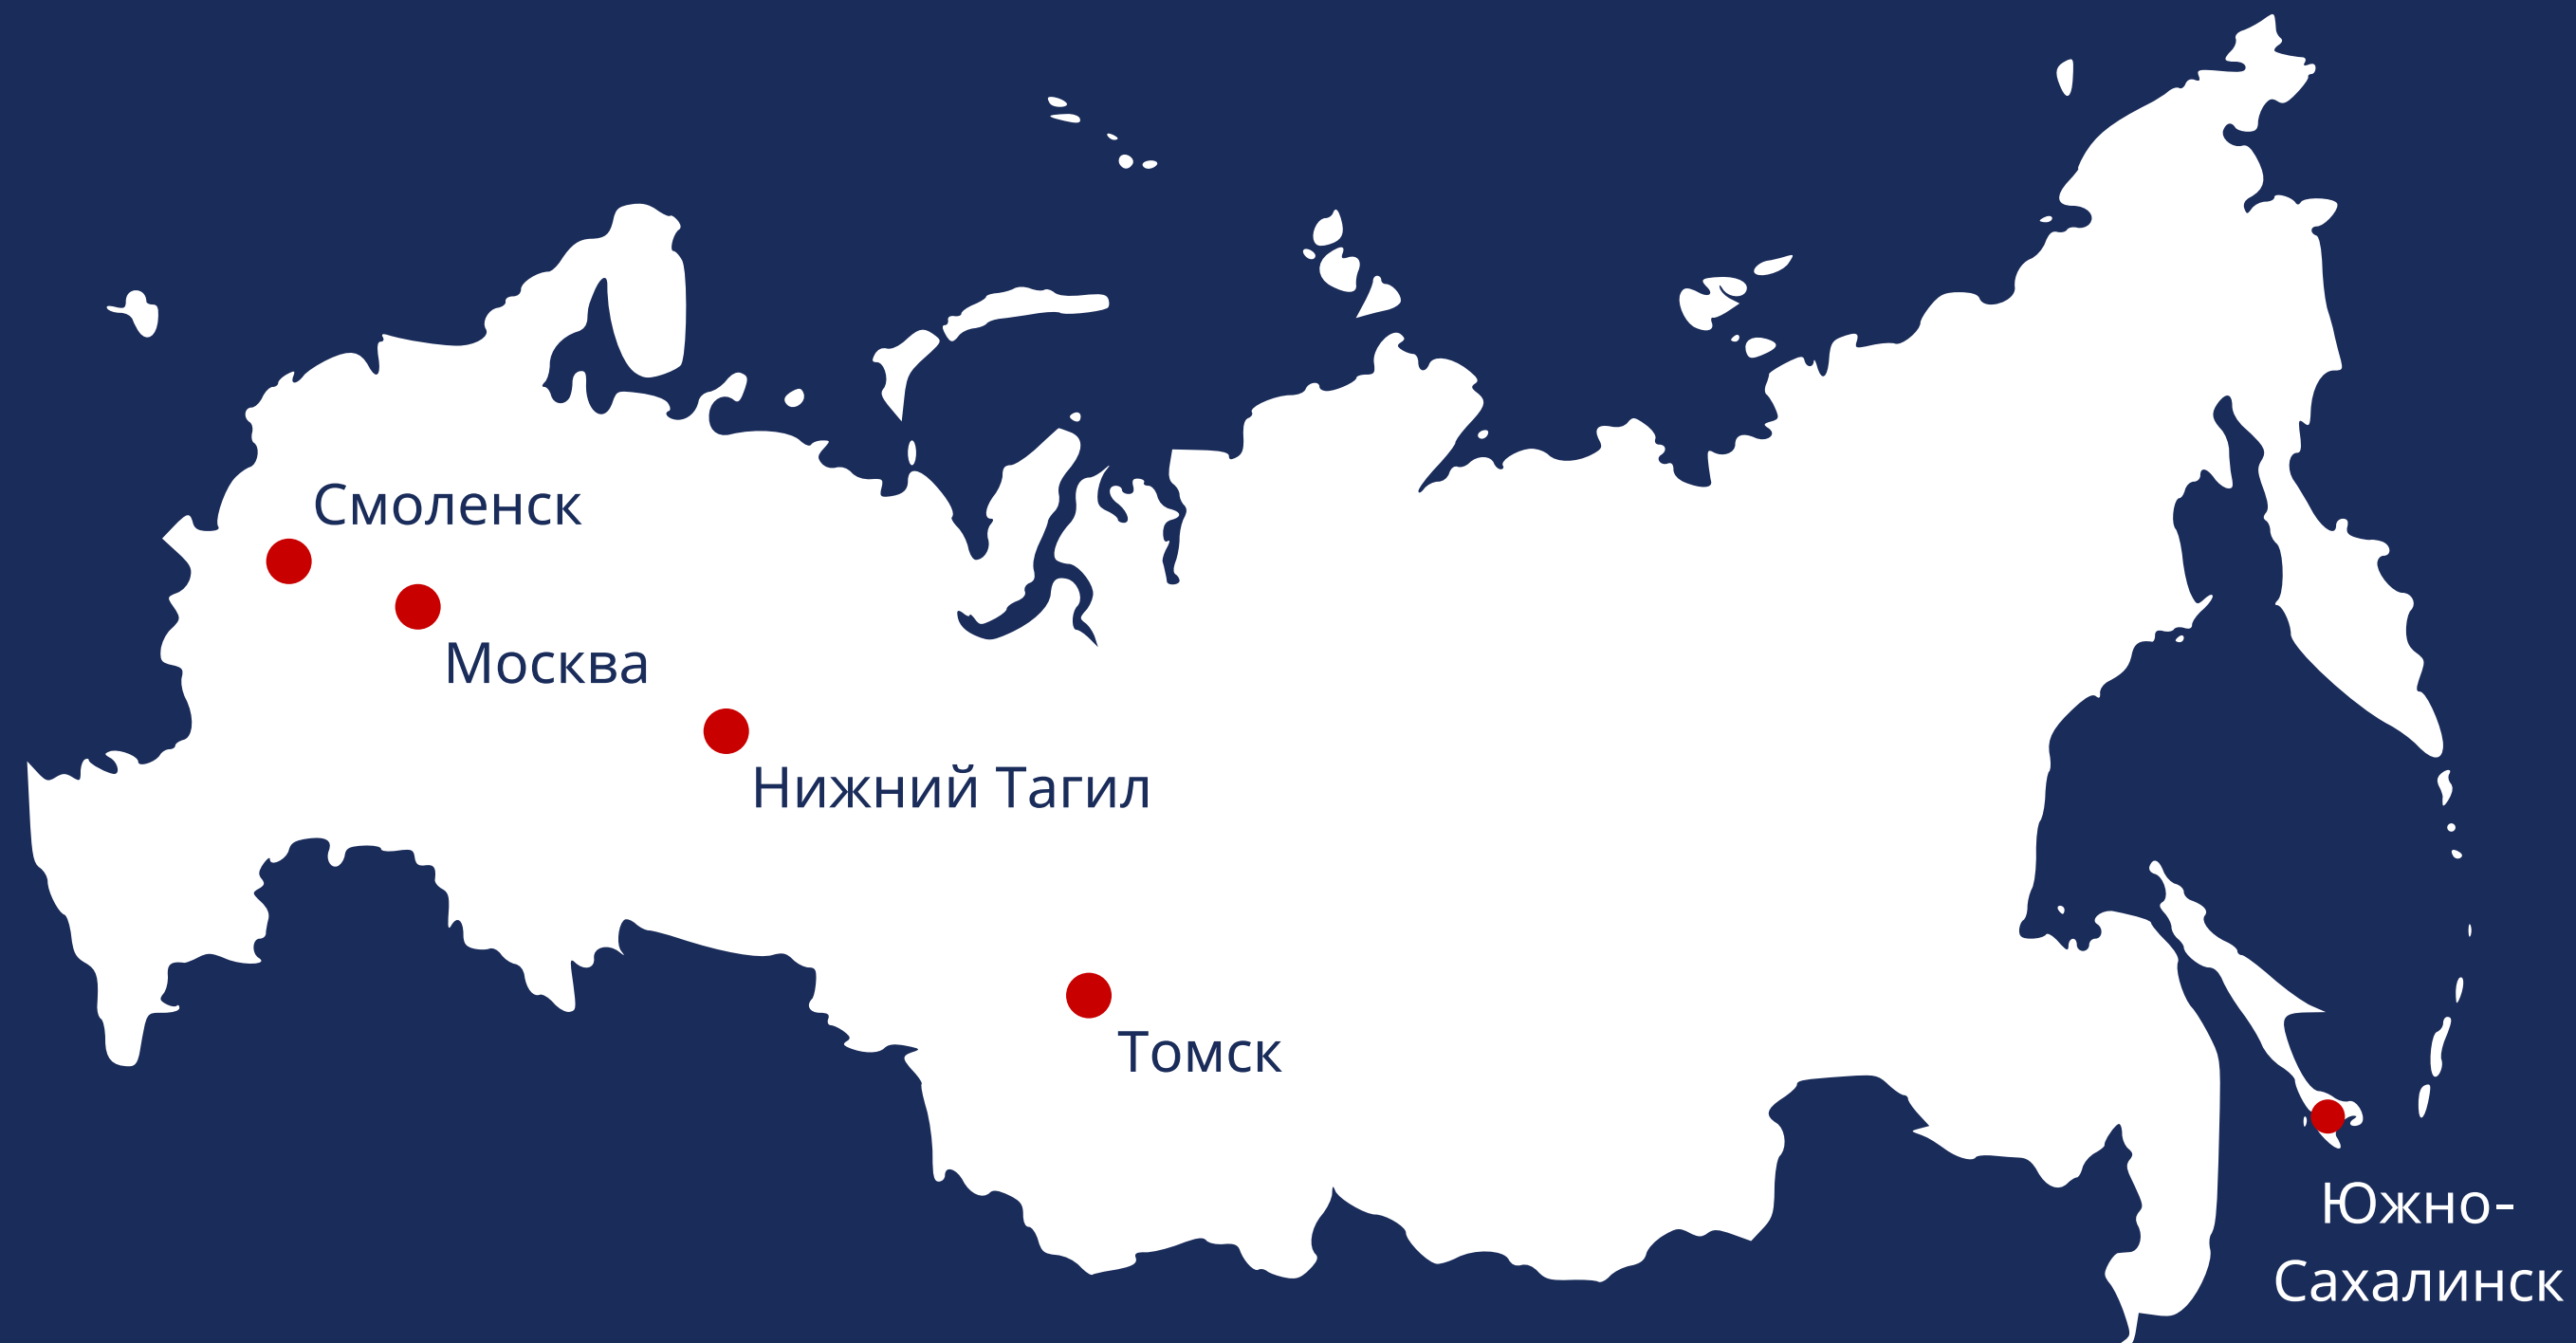 Смоленск
Москва
Нижний Тагил
Томск
Южно-
Сахалинск